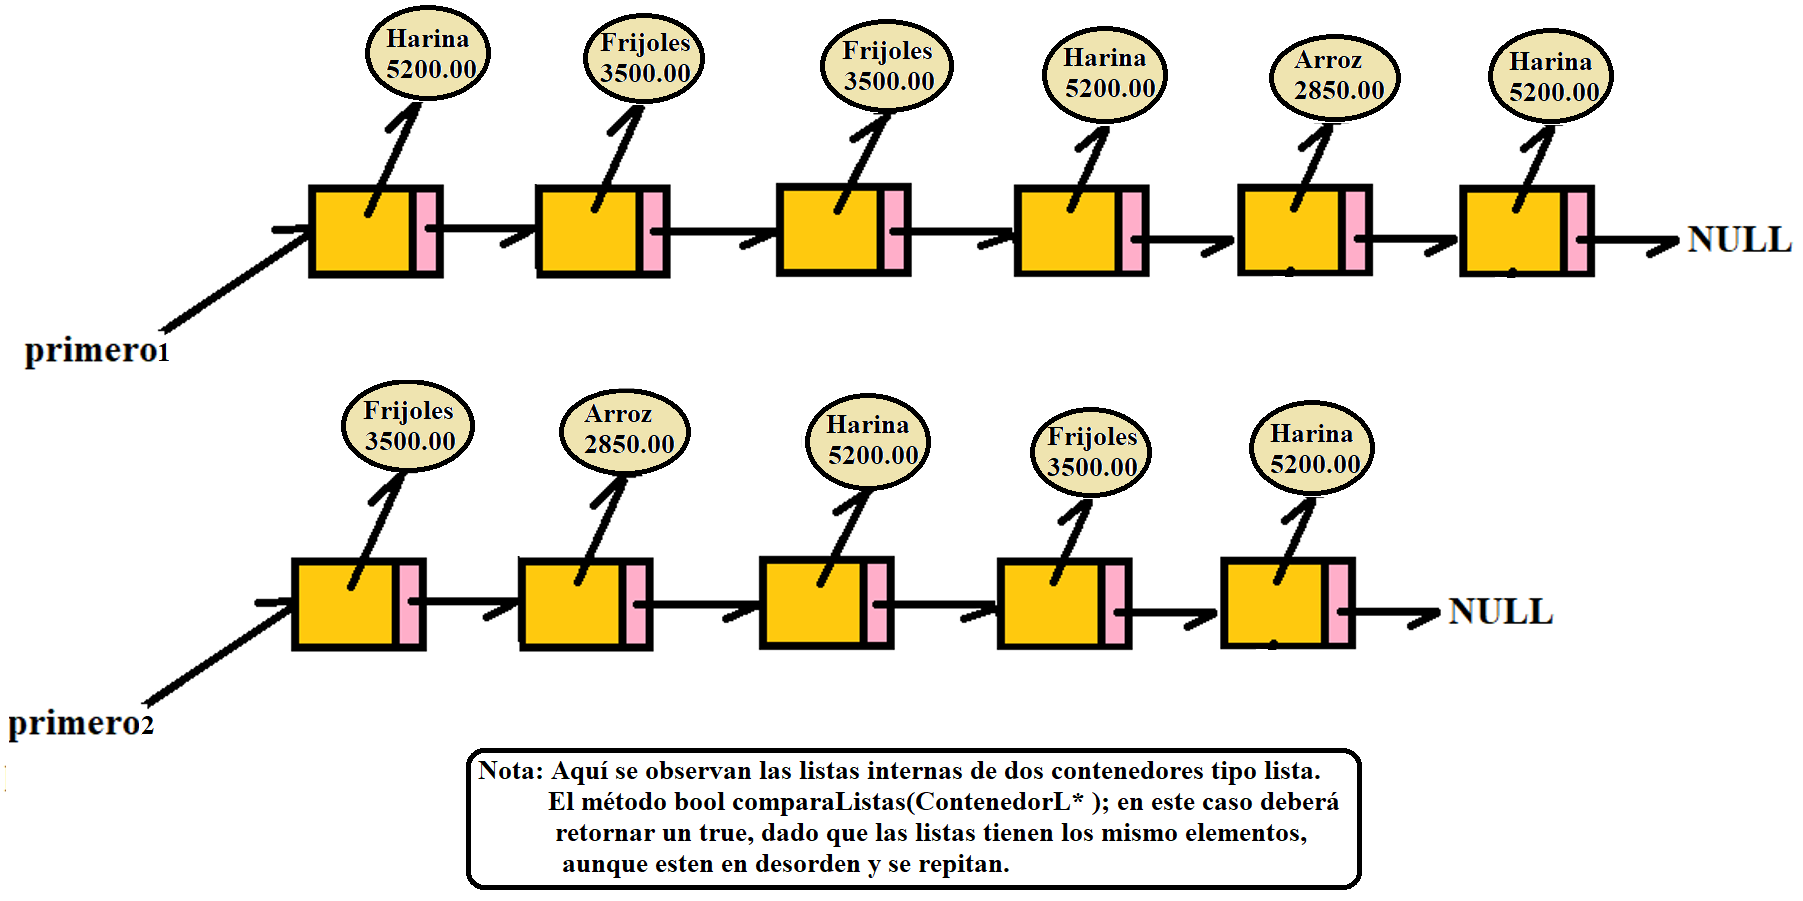 Harina
5200.00
Frijoles
3500.00
Frijoles
3500.00
Harina
5200.00
Arroz
2850.00
Harina
5200.00
NULL
primero1
Frijoles
3500.00
Arroz
2850.00
Harina
5200.00
Frijoles
3500.00
Harina
5200.00
NULL
primero2
Nota: Aquí se observan las listas internas de dos contenedores tipo lista.
El método bool comparaListas(ContenedorL* ); en este caso deberá
retornar un true, dado que las listas tienen los mismo elementos,
aunque esten en desorden y se repitan.